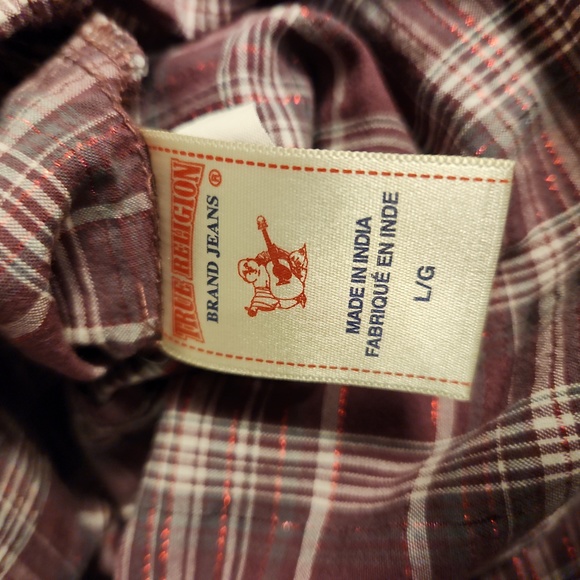 TRUE RELIGION
BRAND JEANS ®
MADE IN INDIA
FABRIQUÉ EN INDE
L/G